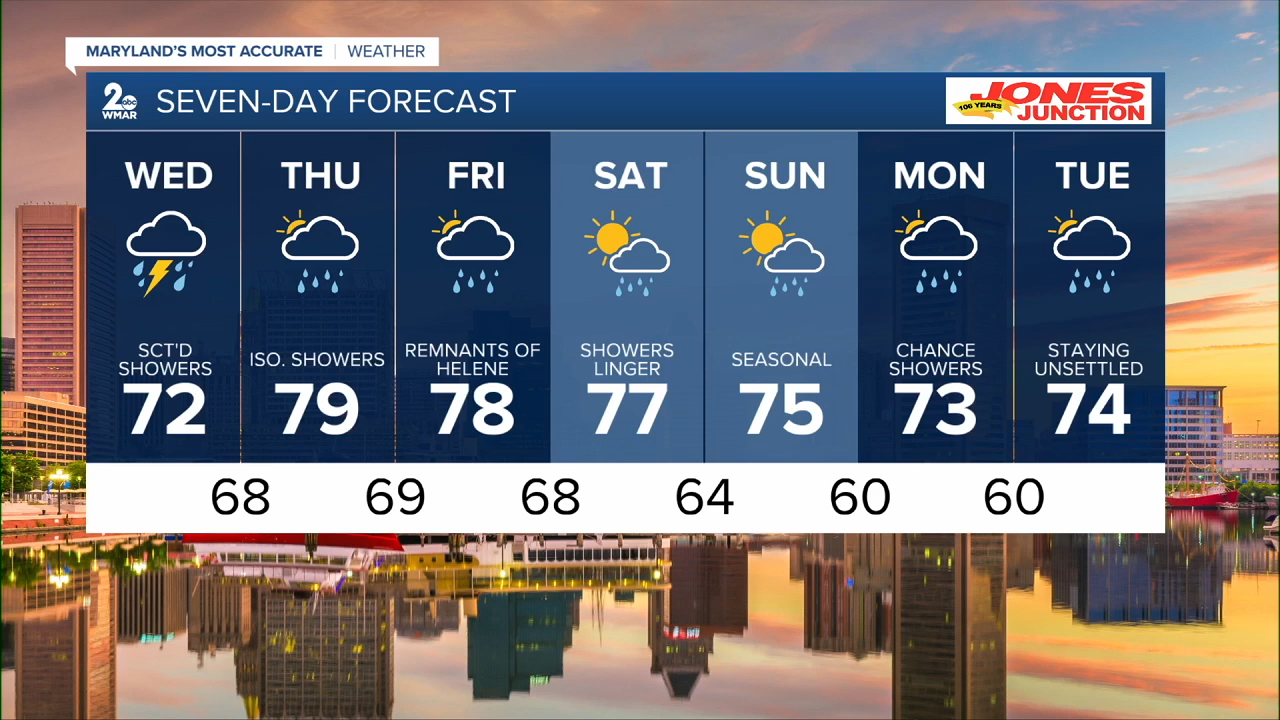 MARYLAND'S MOST ACCURATE | WEATHER
2 abc
WMAR
SEVEN-DAY FORECAST
JONES
106 YEARS
JUNCTION
WED
THU
FRI
SAT
SUN
MON
TUE
SCT'D
SHOWERS
ISO. SHOWERS
REMNANTS OF
HELENE
SHOWERS
LINGER
SEASONAL
CHANCE
SHOWERS
STAYING
UNSETTLED
72
79
78
77
75
73
74
68
69
68
64
60
60